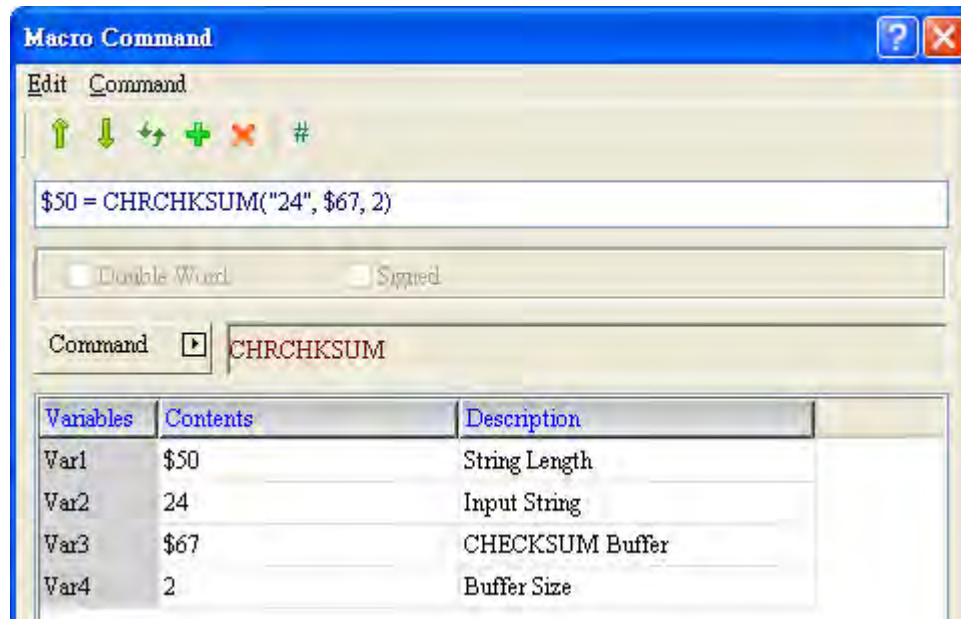 Macro Command
Edit Command
#
$50 = CHRCHKSUM("24", $67, 2)
Double Word Signed
Command CHRCHKSUM
Variables Contents Description
Var1 $50 String Length
Var2 24 Input String
Var3 $67 CHECKSUM Buffer
Var4 2 Buffer Size